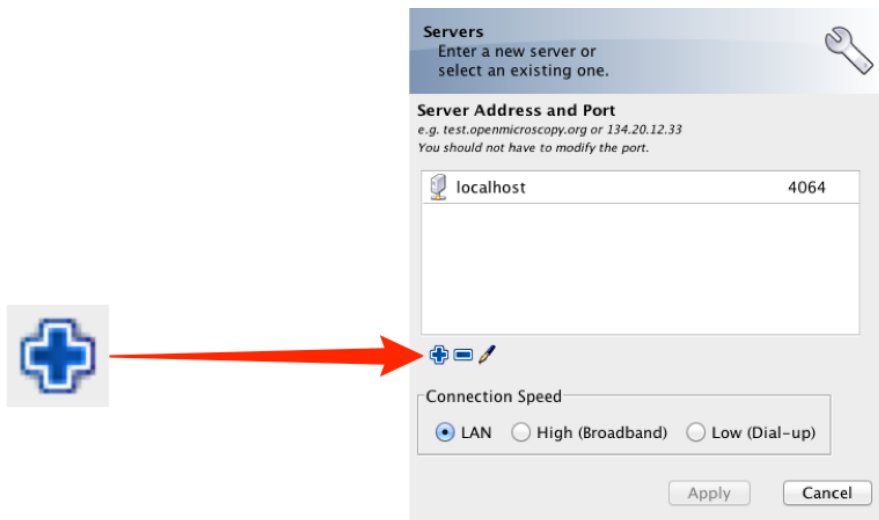 Servers
Enter a new server or
select an existing one.
Server Address and Port
e.g. test.openmicroscopy.org or 134.20.12.33
You should not have to modify the port.
localhost 4064
Connection Speed
LAN High (Broadband) Low (Dial-up)
Apply Cancel